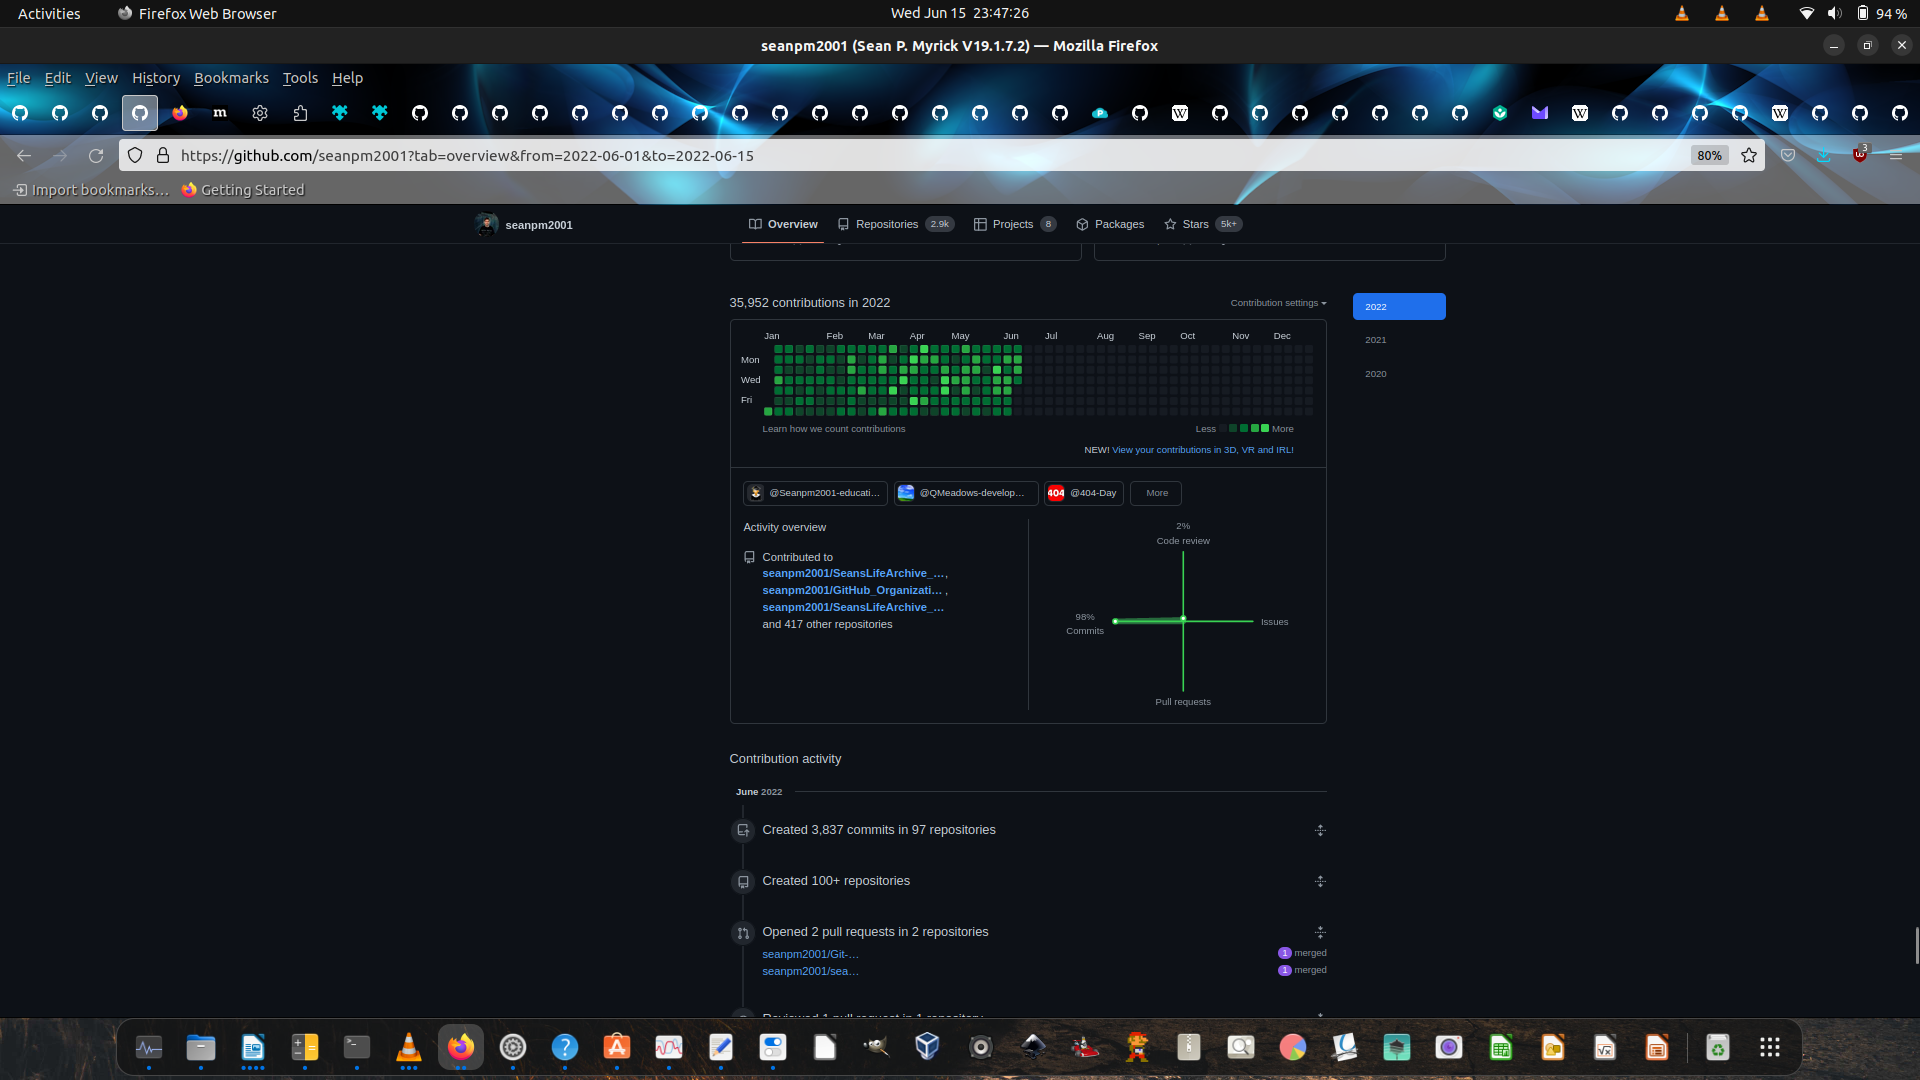 Activities Firefox Web Browser Wed Jun 15 23:47:26 94 %
seanpm2001 (Sean P. Myrick V19.1.7.2) — Mozilla Firefox
File Edit View History Bookmarks Tools Help
https://github.com/seanpm2001?tab=overview&from=2022-06-01&to=2022-06-15 80% 3
Import bookmarks… Getting Started
seanpm2001 Overview Repositories 2.9k Projects 8 Packages Stars 5k+
35,952 contributions in 2022 Contribution settings 2022
Jan Feb Mar Apr May Jun Jul Aug Sep Oct Nov Dec
2021
Mon
2020
Wed
Fri
Learn how we count contributions Less More
NEW! View your contributions in 3D, VR and IRL!
@Seanpm2001-educati… @QMeadows-develop… 404 @404-Day More
Activity overview
Contributed to
seanpm2001/SeansLifeArchive_…,
seanpm2001/GitHub_Organizati… ,
seanpm2001/SeansLifeArchive_…
and 417 other repositories
2%
Code review
98%
Commits
Issues
Pull requests
Contribution activity
June 2022
Created 3,837 commits in 97 repositories
Created 100+ repositories
Opened 2 pull requests in 2 repositories
seanpm2001/Git-… 1 merged
seanpm2001/sea… 1 merged
Reviewed 1 pull request in 1 repository